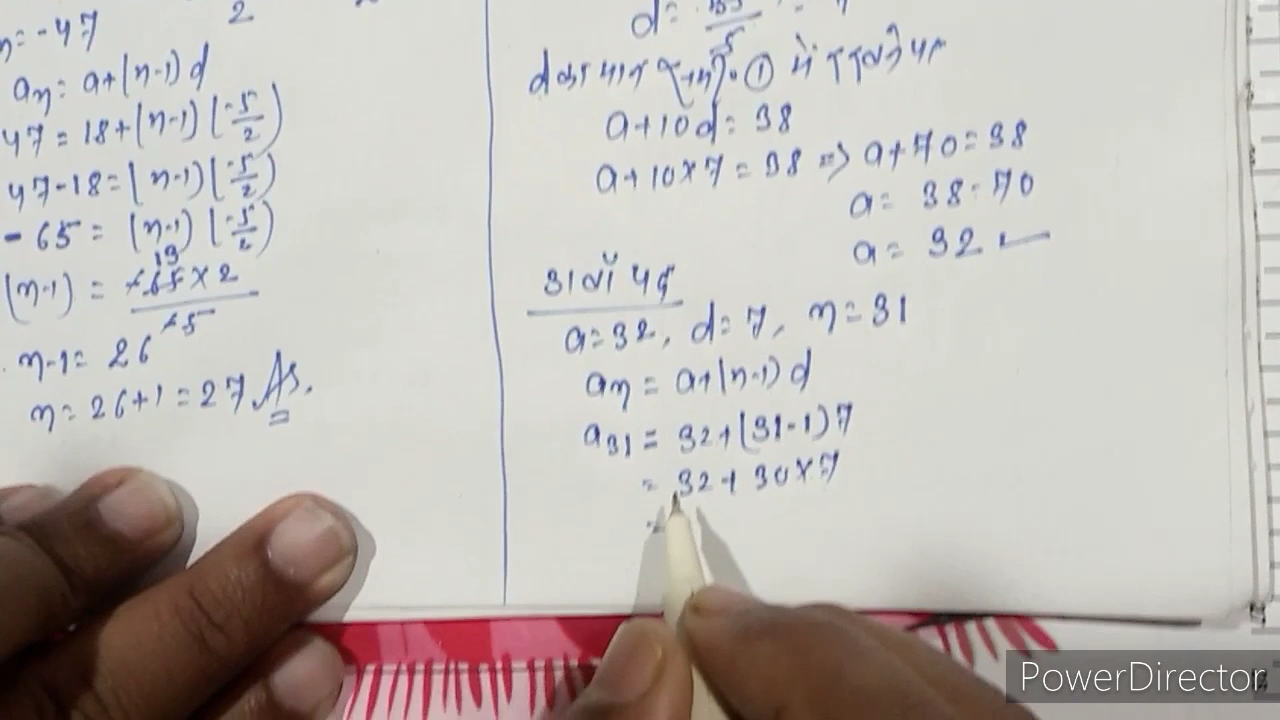 n = -47
2
an = a+(n-1) d
47 = 18+(n-1) (-5/2)
47-18 = (n-1) (-5/2)
- 65 = (n-1) (-5/2)
13
(n-1) = -65 × 2 / -5
n-1 = 26
n = 26+1 = 27 As.
d =
d का मान समी० ① में रखने पर
a+10d = 38
a+10×7 = 38 => a+70 = 38
a = 38-70
a = 32
31वाँ पद
a = 32, d = 7, n = 31
an = a+(n-1) d
a31 = 32+(31-1)7
= 32+30×7
=
PowerDirector